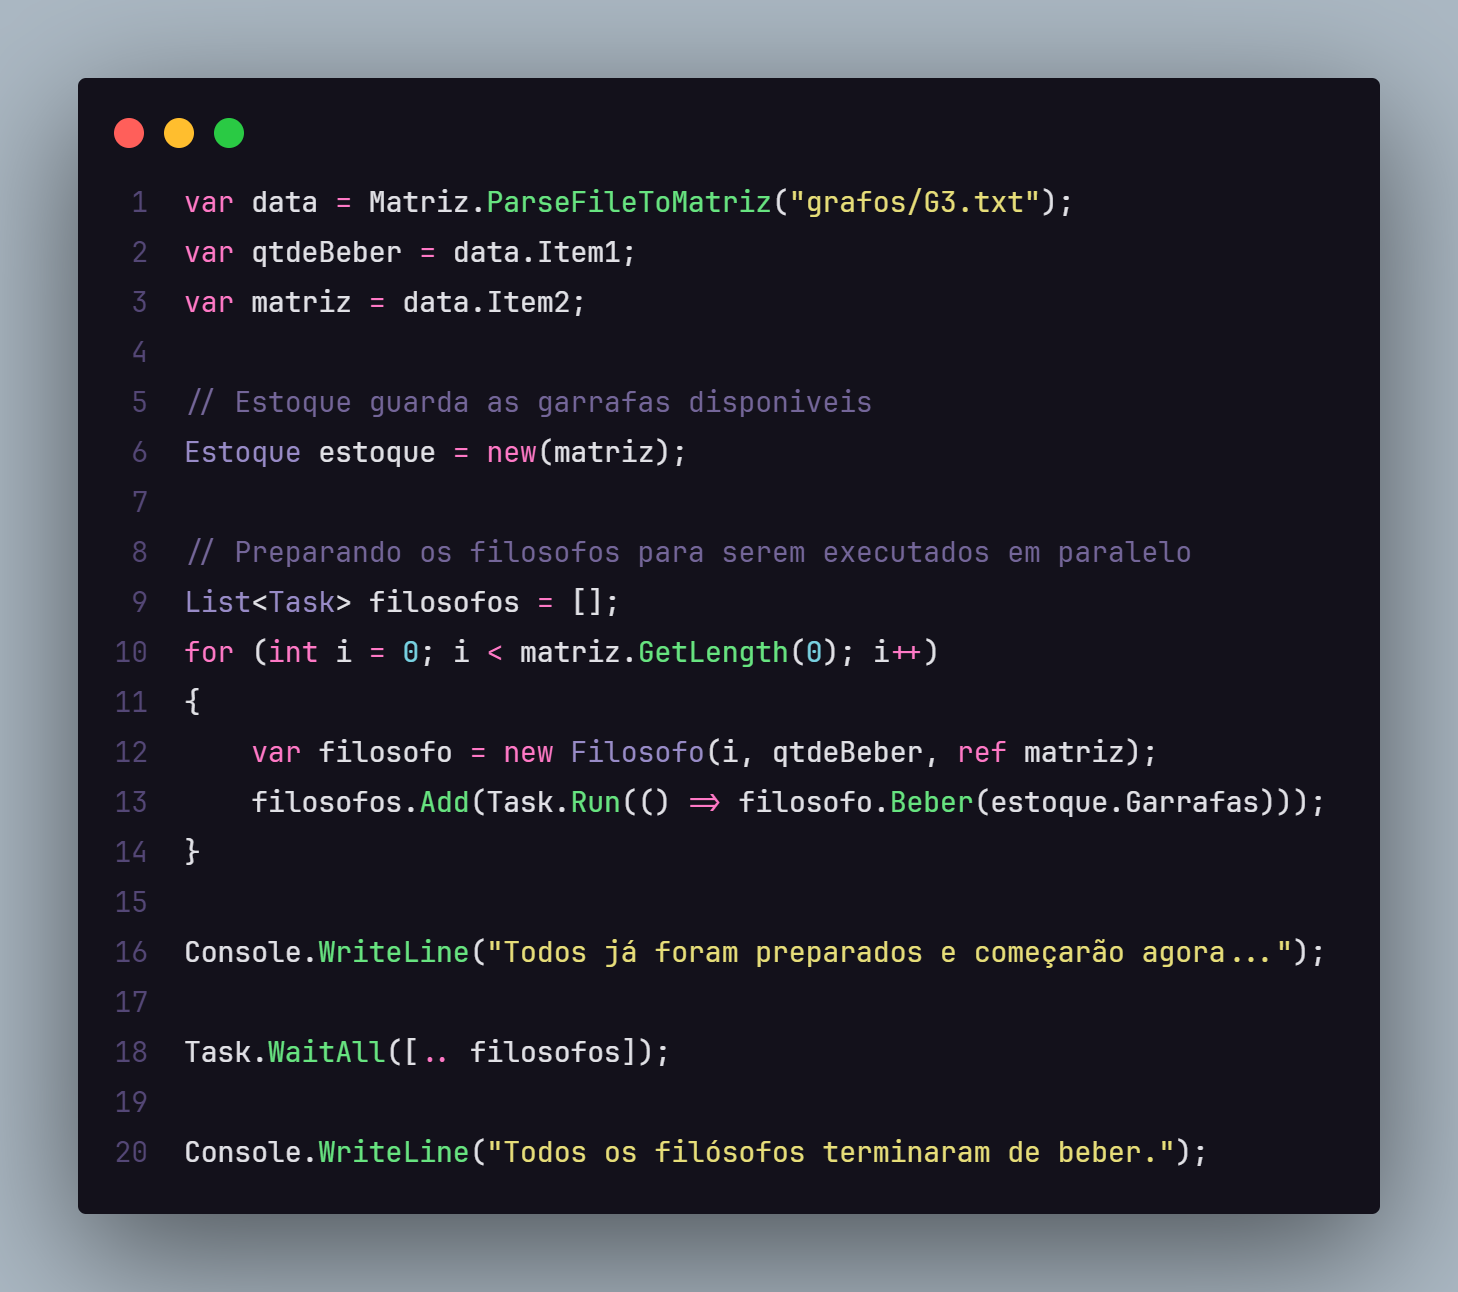 1 var data = Matriz.ParseFileToMatriz("grafos/G3.txt");
2 var qtdeBeber = data.Item1;
3 var matriz = data.Item2;
4
5 // Estoque guarda as garrafas disponiveis
6 Estoque estoque = new(matriz);
7
8 // Preparando os filosofos para serem executados em paralelo
9 List<Task> filosofos = [];
10 for (int i = 0; i < matriz.GetLength(0); i++)
11 {
12     var filosofo = new Filosofo(i, qtdeBeber, ref matriz);
13     filosofos.Add(Task.Run(() => filosofo.Beber(estoque.Garrafas)));
14 }
15
16 Console.WriteLine("Todos já foram preparados e começarão agora...");
17
18 Task.WaitAll([.. filosofos]);
19
20 Console.WriteLine("Todos os filósofos terminaram de beber.");